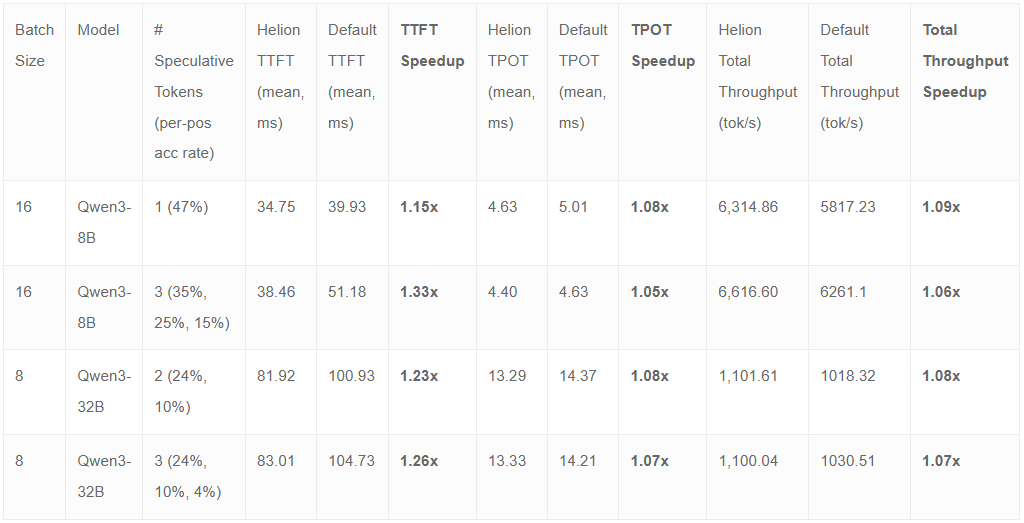 Batch Size | Model | # Speculative Tokens (per-pos acc rate) | Helion TTFT (mean, ms) | Default TTFT (mean, ms) | TTFT Speedup | Helion TPOT (mean, ms) | Default TPOT (mean, ms) | TPOT Speedup | Helion Total Throughput (tok/s) | Default Total Throughput (tok/s) | Total Throughput Speedup
16 | Qwen3-8B | 1 (47%) | 34.75 | 39.93 | 1.15x | 4.63 | 5.01 | 1.08x | 6,314.86 | 5817.23 | 1.09x
16 | Qwen3-8B | 3 (35%, 25%, 15%) | 38.46 | 51.18 | 1.33x | 4.40 | 4.63 | 1.05x | 6,616.60 | 6261.1 | 1.06x
8 | Qwen3-32B | 2 (24%, 10%) | 81.92 | 100.93 | 1.23x | 13.29 | 14.37 | 1.08x | 1,101.61 | 1018.32 | 1.08x
8 | Qwen3-32B | 3 (24%, 10%, 4%) | 83.01 | 104.73 | 1.26x | 13.33 | 14.21 | 1.07x | 1,100.04 | 1030.51 | 1.07x